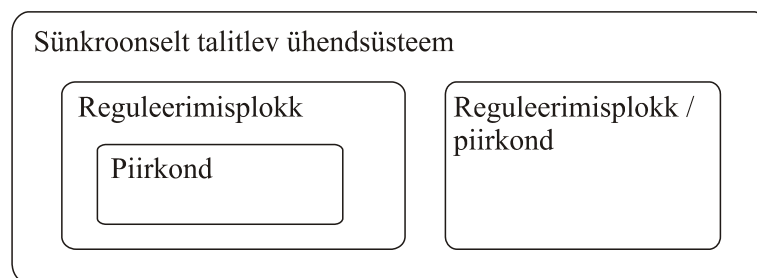 Sünkroonselt talitlev ühendsüsteem
Reguleerimisplokk
Piirkond
Reguleerimisplokk /
piirkond